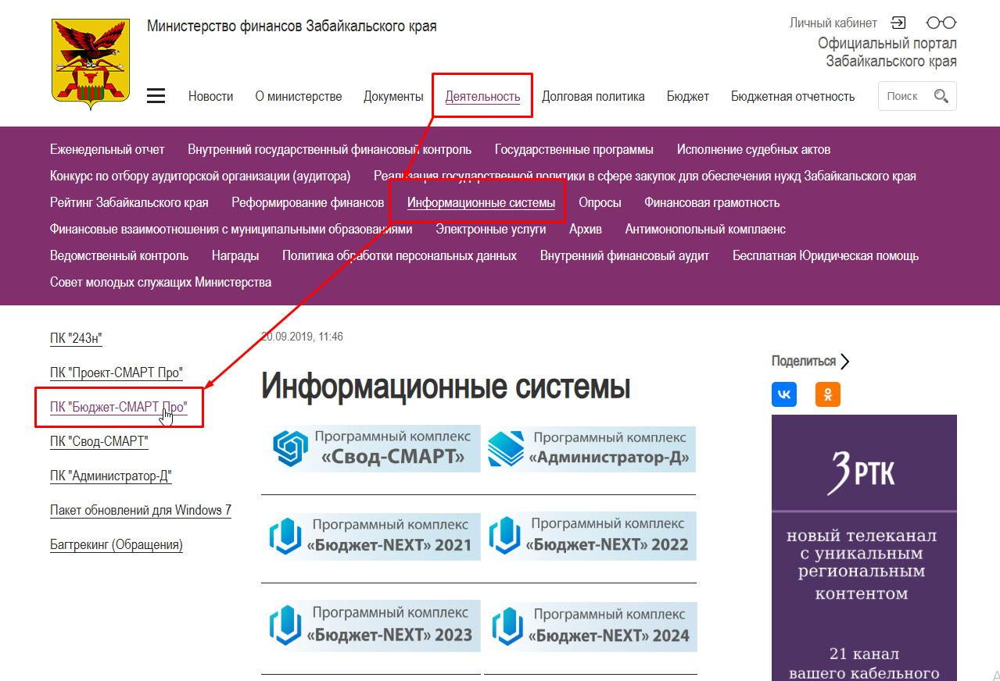 Министерство финансов Забайкальского края
Личный кабинет
Официальный портал
Забайкальского края
Новости О министерстве Документы Деятельность Долговая политика Бюджет Бюджетная отчетность Поиск
Еженедельный отчет Внутренний государственный финансовый контроль Государственные программы Исполнение судебных актов
Конкурс по отбору аудиторской организации (аудитора) Реализация государственной политики в сфере закупок для обеспечения нужд Забайкальского края
Рейтинг Забайкальского края Реформирование финансов Информационные системы Опросы Финансовая грамотность
Финансовые взаимоотношения с муниципальными образованиями Электронные услуги Архив Антимонопольный комплаенс
Ведомственный контроль Награды Политика обработки персональных данных Внутренний финансовый аудит Бесплатная Юридическая помощь
Совет молодых служащих Министерства
ПК "243н"
ПК "Проект-СМАРТ Про"
ПК "Бюджет-СМАРТ Про"
ПК "Свод-СМАРТ"
ПК "Администратор-Д"
Пакет обновлений для Windows 7
Багтрекинг (Обращения)
20.09.2019, 11:46
Информационные системы
Программный комплекс
«Свод-СМАРТ»
Программный комплекс
«Администратор-Д»
Программный комплекс
«Бюджет-NEXT» 2021
Программный комплекс
«Бюджет-NEXT» 2022
Программный комплекс
«Бюджет-NEXT» 2023
Программный комплекс
«Бюджет-NEXT» 2024
Поделиться
ЗРТК
новый телеканал
с уникальным
региональным
контентом
21 канал
вашего кабельного